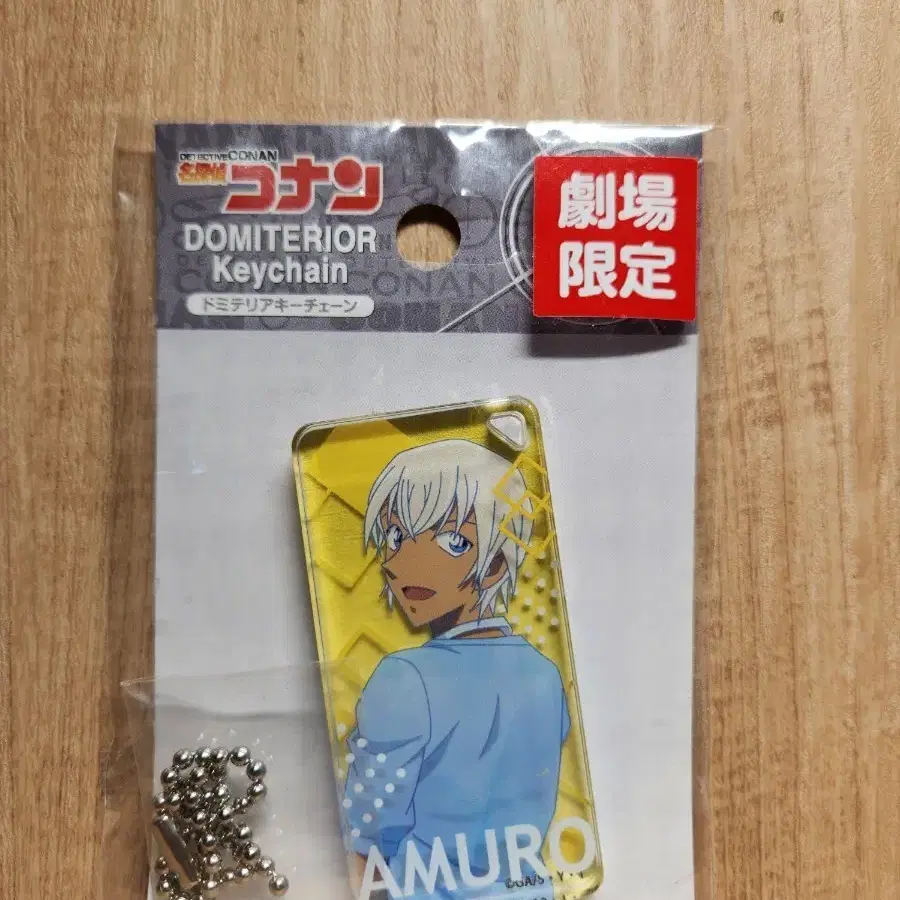 DETECTIVE CONAN
名探偵コナン
DOMITERIOR
Keychain
ドミテリアキーチェーン
劇場
限定
CONAN
AMURO